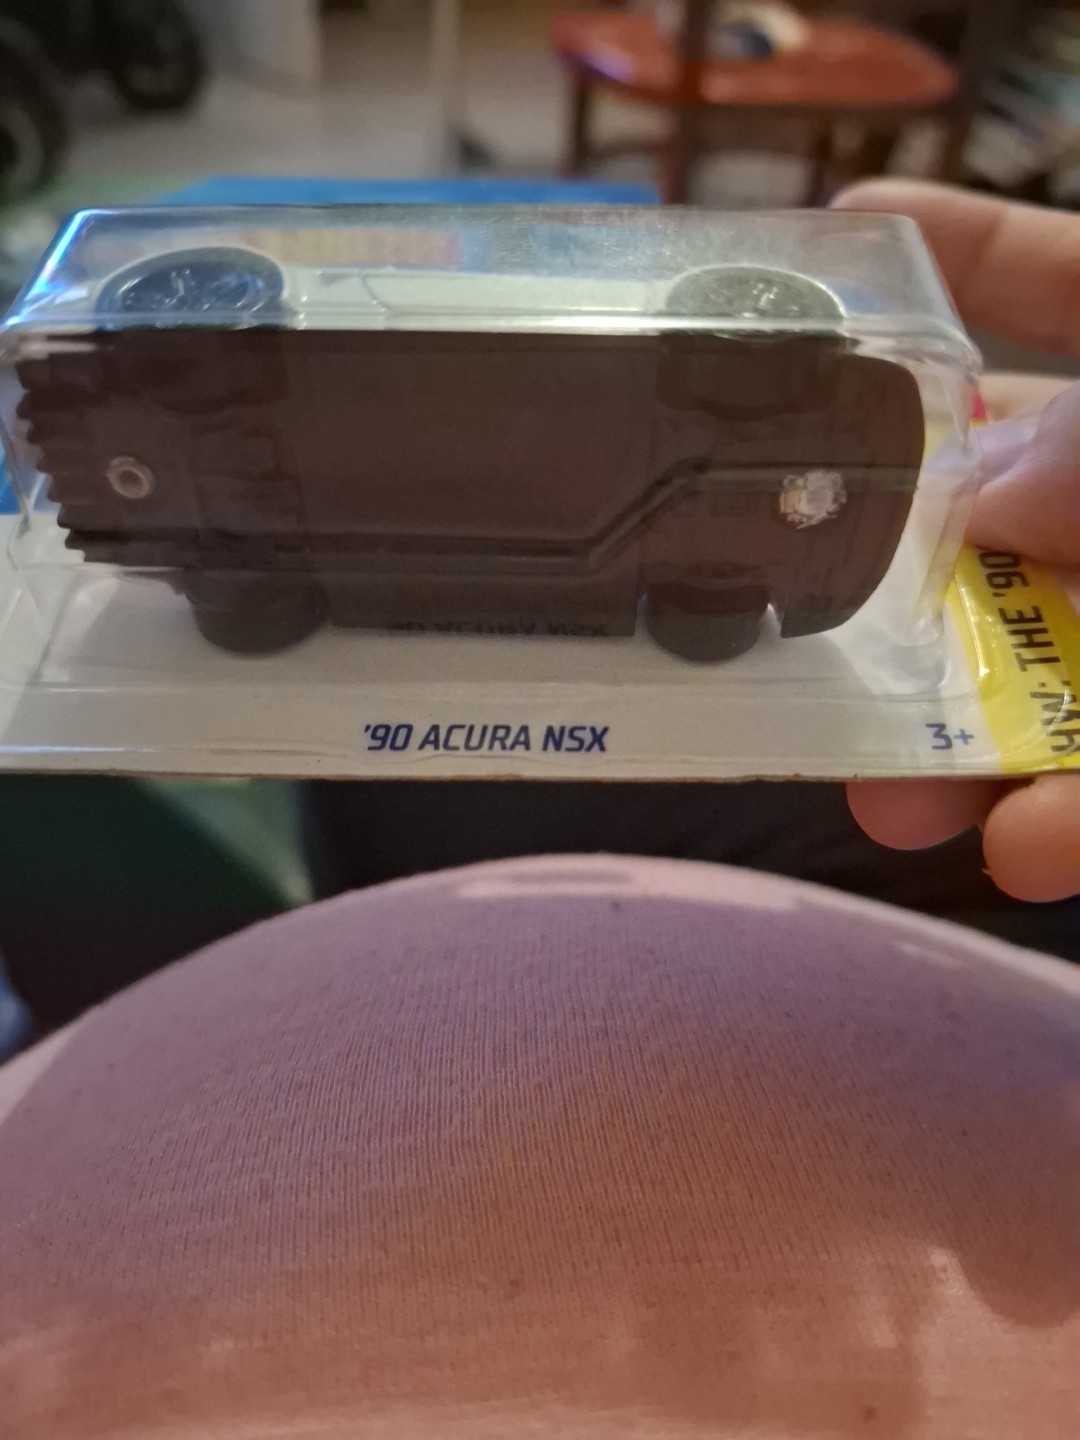 '90 ACURA NSX
3+
HW: THE '90